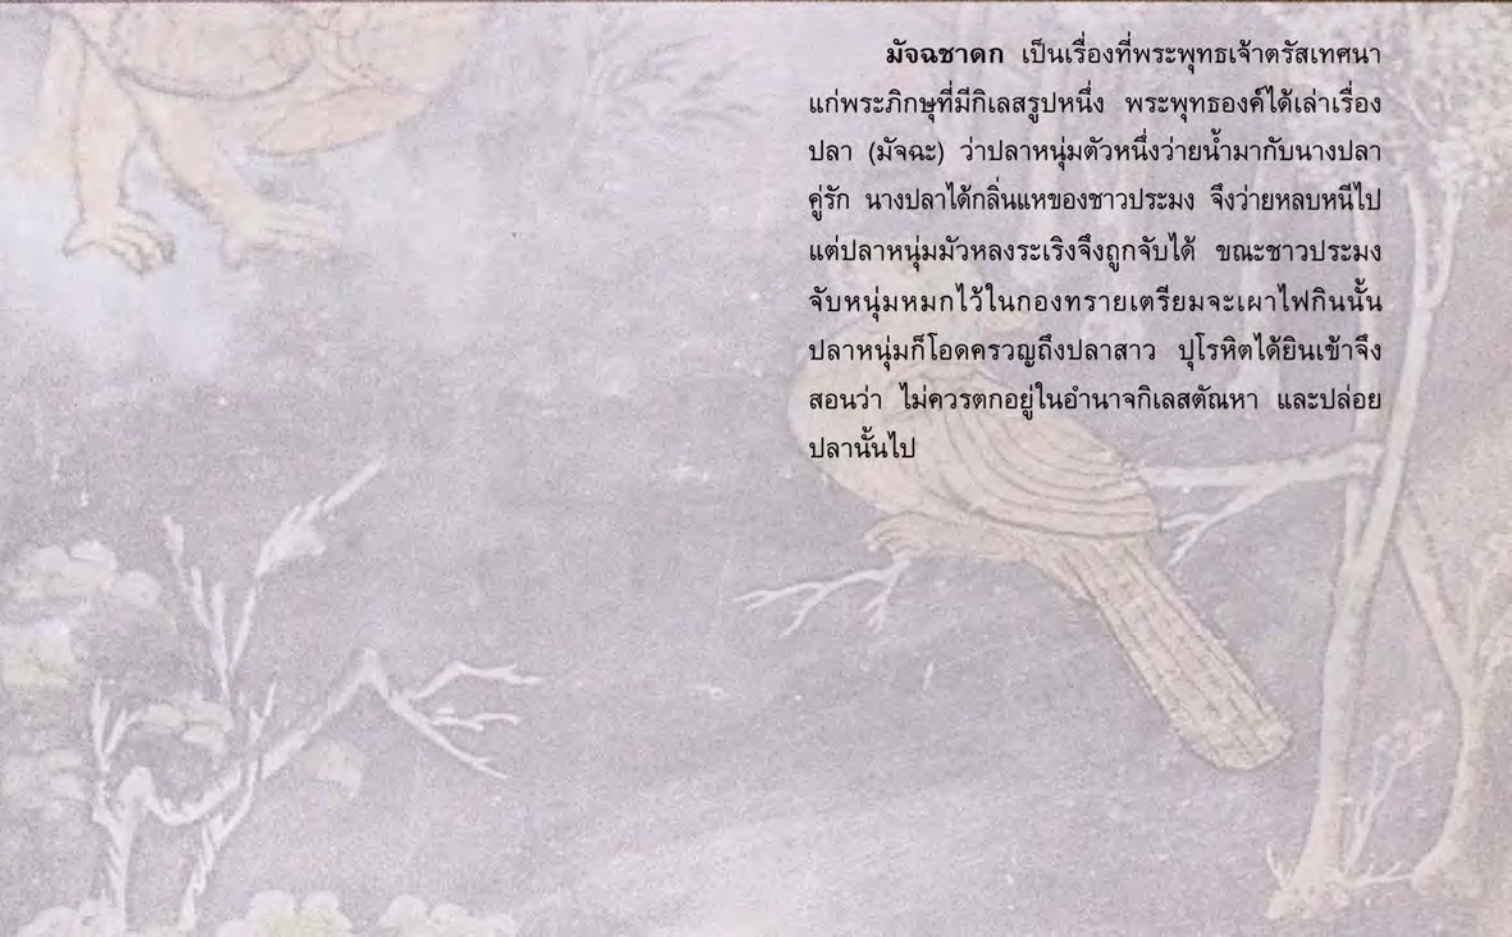 มัจฉชาดก เป็นเรื่องที่พระพุทธเจ้าตรัสเทศนา
แก่พระภิกษุที่มีกิเลสรูปหนึ่ง พระพุทธองค์ได้เล่าเรื่อง
ปลา (มัจฉะ) ว่าปลาหนุ่มตัวหนึ่งว่ายน้ำมากับนางปลา
คู่รัก นางปลาได้กลิ่นแหของชาวประมง จึงว่ายหลบหนีไป
แต่ปลาหนุ่มมัวหลงระเริงจึงถูกจับได้ ขณะชาวประมง
จับหนุ่มหมกไว้ในกองทรายเตรียมจะเผาไฟกินนั้น
ปลาหนุ่มก็โอดครวญถึงปลาสาว ปุโรหิตได้ยินเข้าจึง
สอนว่า ไม่ควรตกอยู่ในอำนาจกิเลสตัณหา และปล่อย
ปลานั้นไป